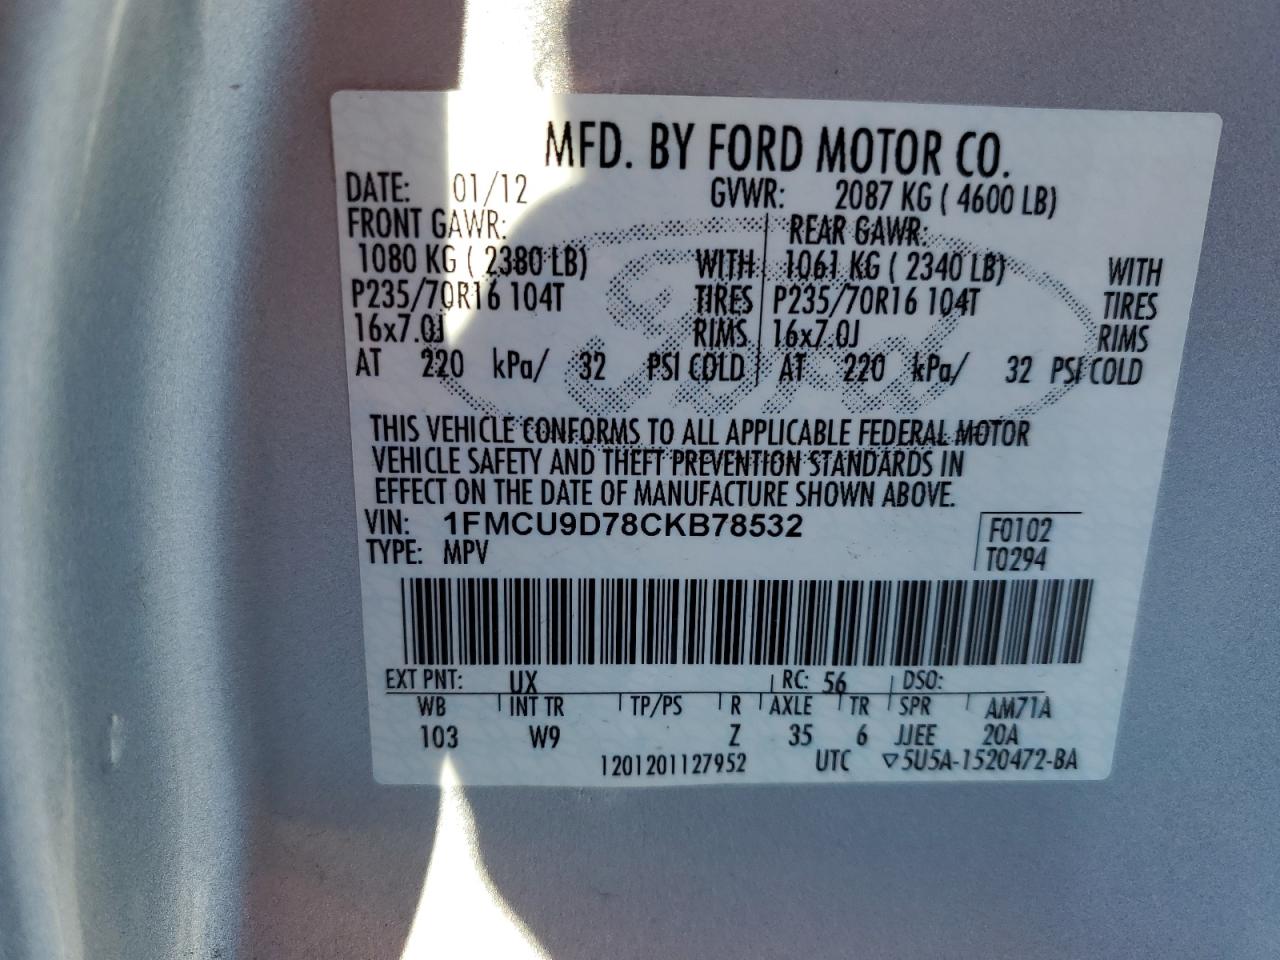 MFD. BY FORD MOTOR CO.
DATE: 01/12 GVWR: 2087 KG ( 4600 LB)
FRONT GAWR: REAR GAWR:
1080 KG ( 2380 LB) WITH 1061 KG ( 2340 LB) WITH
P235/70R16 104T TIRES P235/70R16 104T TIRES
16x7.0J RIMS 16x7.0J RIMS
AT 220 kPa/ 32 PSI COLD AT 220 kPa/ 32 PSI COLD
Ford
THIS VEHICLE CONFORMS TO ALL APPLICABLE FEDERAL MOTOR
VEHICLE SAFETY AND THEFT PREVENTION STANDARDS IN
EFFECT ON THE DATE OF MANUFACTURE SHOWN ABOVE.
VIN: 1FMCU9D78CKB78532 F0102
TYPE: MPV T0294
EXT PNT: UX RC: 56 DSO:
WB INT TR TP/PS R AXLE TR SPR AM71A
103 W9 Z 35 6 JJEE 20A
1201201127952 UTC ▽5U5A-1520472-BA